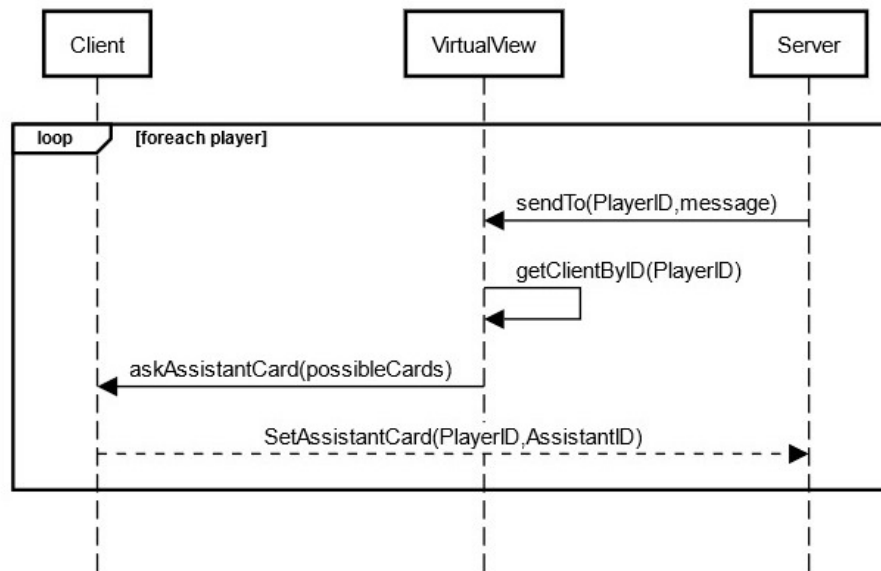 Client
VirtualView
Server
loop
[foreach player]
sendTo(PlayerID,message)
getClientByID(PlayerID)
askAssistantCard(possibleCards)
SetAssistantCard(PlayerID,AssistantID)